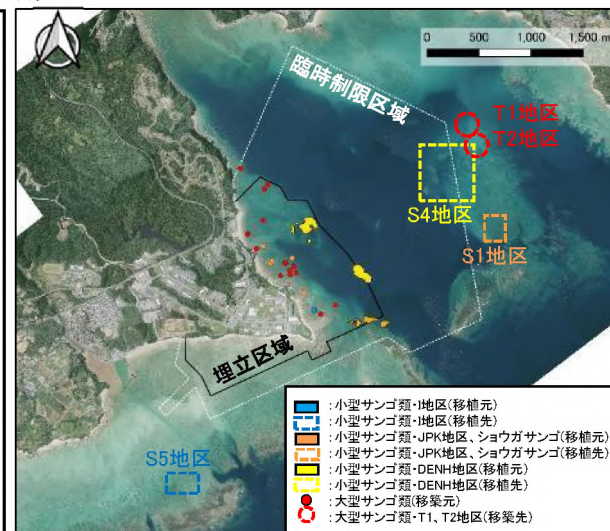 0 500 1,000 1,500 m
臨時制限区域
T1地区
T2地区
S4地区
S1地区
埋立区域
S5地区
:小型サンゴ類・I地区(移植元)
:小型サンゴ類・I地区(移植先)
:小型サンゴ類・JPK地区、ショウガサンゴ(移植元)
:小型サンゴ類・JPK地区、ショウガサンゴ(移植先)
:小型サンゴ類・DENH地区(移植元)
:小型サンゴ類・DENH地区(移植先)
:大型サンゴ類(移築元)
:大型サンゴ類・T1、T2地区(移築先)